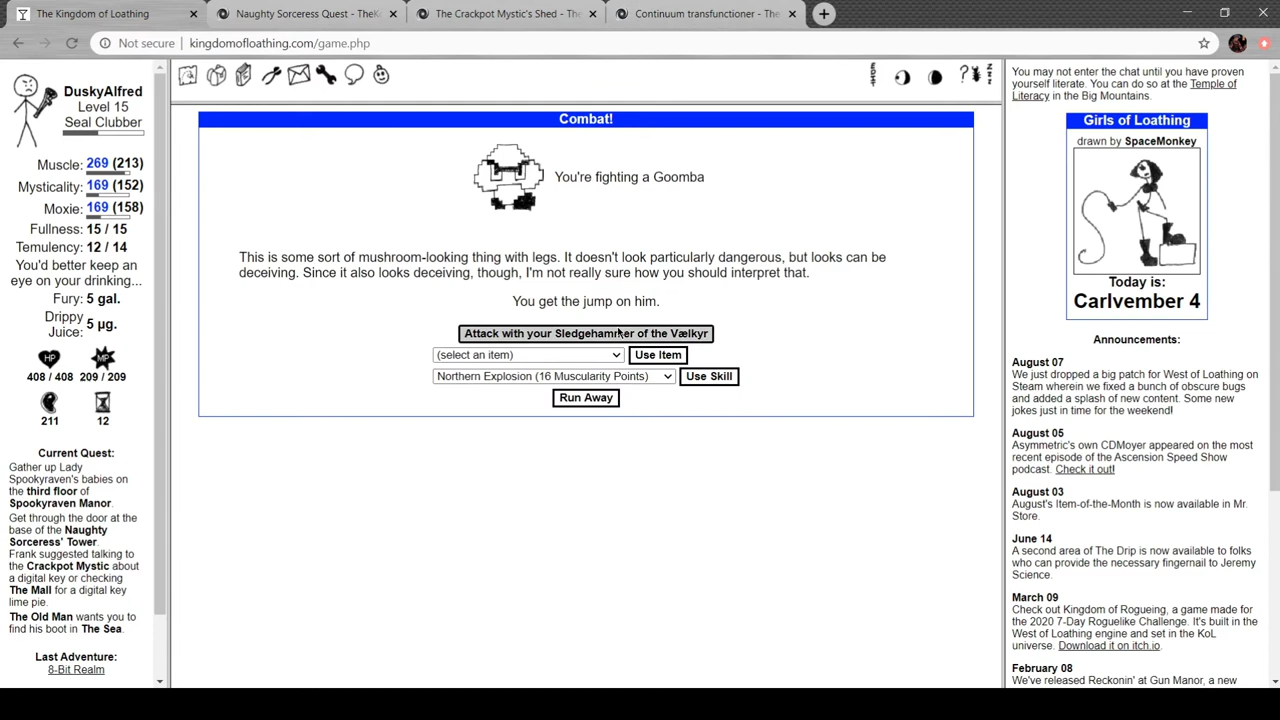 The Kingdom of Loathing
Naughty Sorceress Quest - TheK
The Crackpot Mystic's Shed - The
Continuum transfunctioner - The
Not secure
kingdomofloathing.com/game.php
DuskyAlfred
Level 15
Seal Clubber
Muscle: 269 (213)
Mysticality: 169 (152)
Moxie: 169 (158)
Fullness: 15 / 15
Temulency: 12 / 14
You'd better keep an
eye on your drinking...
Fury: 5 gal.
Drippy
Juice: 5 µg.
HP
MP
408 / 408
209 / 209
211
12
Current Quest:
Gather up Lady
Spookyraven's babies on
the third floor of
Spookyraven Manor.
Get through the door at the
base of the Naughty
Sorceress' Tower.
Frank suggested talking to
the Crackpot Mystic about
a digital key or checking
The Mall for a digital key
lime pie.
The Old Man wants you to
find his boot in The Sea.
Last Adventure:
8-Bit Realm
Combat!
You're fighting a Goomba
This is some sort of mushroom-looking thing with legs. It doesn't look particularly dangerous, but looks can be
deceiving. Since it also looks deceiving, though, I'm not really sure how you should interpret that.
You get the jump on him.
Attack with your Sledgehammer of the Vælkyr
(select an item)
Use Item
Northern Explosion (16 Muscularity Points)
Use Skill
Run Away
You may not enter the chat until you have proven
yourself literate. You can do so at the Temple of
Literacy in the Big Mountains.
Girls of Loathing
drawn by SpaceMonkey
Today is:
Carlvember 4
Announcements:
August 07
We just dropped a big patch for West of Loathing on
Steam wherein we fixed a bunch of obscure bugs
and added a splash of new content. Some new
jokes just in time for the weekend!
August 05
Asymmetric's own CDMoyer appeared on the most
recent episode of the Ascension Speed Show
podcast. Check it out!
August 03
August's Item-of-the-Month is now available in Mr.
Store.
June 14
A second area of The Drip is now available to folks
who can provide the necessary fingernail to Jeremy
Science.
March 09
Check out Kingdom of Rogueing, a game made for
the 2020 7-Day Roguelike Challenge. It's built in the
West of Loathing engine and set in the KoL
universe. Download it on itch.io.
February 08
We've released Reckonin' at Gun Manor, a new